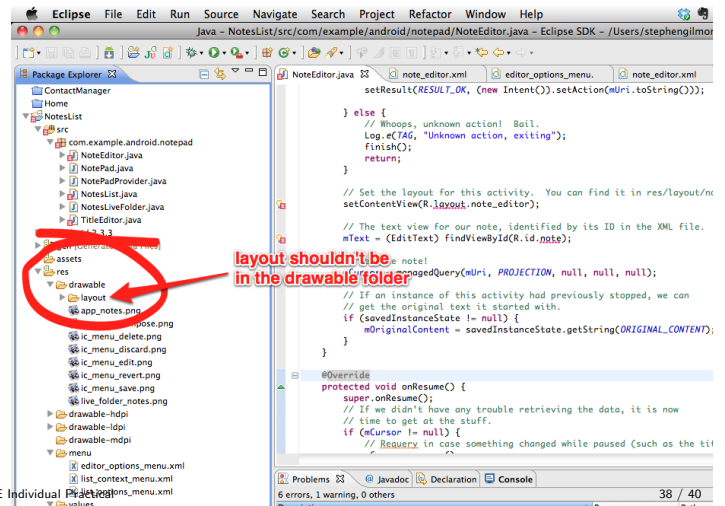 Eclipse File Edit Run Source Navigate Search Project Refactor Window Help
Java – NotesList/src/com/example/android/notepad/NoteEditor.java – Eclipse SDK – /Users/stephengilmor
Package Explorer
NoteEditor.java
note_editor.xml
editor_options_menu.
note_editor.xml
ContactManager
Home
NotesList
src
com.example.android.notepad
NoteEditor.java
NotePad.java
NotePadProvider.java
NotesList.java
NotesLiveFolder.java
TitleEditor.java
2.3.3
assets
res
drawable
layout
app_notes.png
ic_menu_delete.png
ic_menu_discard.png
ic_menu_edit.png
ic_menu_revert.png
ic_menu_save.png
live_folder_notes.png
drawable-hdpi
drawable-ldpi
drawable-mdpi
menu
editor_options_menu.xml
list_context_menu.xml
list_options_menu.xml
values
setResult(RESULT_OK, (new Intent()).setAction(mUri.toString()));
} else {
// Whoops, unknown action! Bail.
Log.e(TAG, "Unknown action, exiting");
finish();
return;
}
// Set the layout for this activity. You can find it in res/layout/no
setContentView(R.layout.note_editor);
// The text view for our note, identified by its ID in the XML file.
mText = (EditText) findViewById(R.id.note);
note!
managedQuery(mUri, PROJECTION, null, null, null);
// If an instance of this activity had previously stopped, we can
// get the original text it started with.
if (savedInstanceState != null) {
mOriginalContent = savedInstanceState.getString(ORIGINAL_CONTENT);
}
}
@Override
protected void onResume() {
super.onResume();
// If we didn't have any trouble retrieving the data, it is now
// time to get at the stuff.
if (mCursor != null) {
// Requery in case something changed while paused (such as the tit
layout shouldn't be
in the drawable folder
Problems
@ Javadoc
Declaration
Console
6 errors, 1 warning, 0 others
E Individual Practical
38 / 40